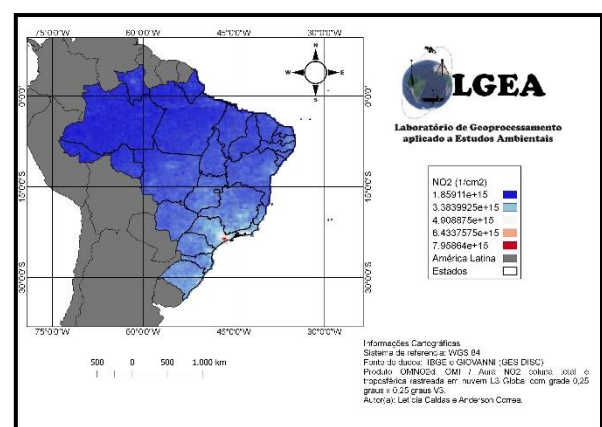 75°0'0"W 60°0'0"W 45°0'0"W 30°0'0"W
N
W E
S
0°0'0" 0°0'0"
15°0'0"S 15°0'0"S
30°0'0"S 30°0'0"S
75°0'0"W 60°0'0"W 45°0'0"W 30°0'0"W
500 0 500 1.000 km
LGEA
Laboratório de Geoprocessamento
aplicado a Estudos Ambientais
NO2 (1/cm2)
1.85911e+15
3.3839925e+15
4.908875e+15
6.4337575e+15
7.95864e+15
América Latina
Estados
Informações Cartográficas
Sistema de referencia: WGS 84
Fonte de dados: IBGE e GIOVANNI (GES DISC)
Produto OMNO2d, OMI / Aura NO2 coluna total e
troposférica rastreada em nuvem L3 Global com grade 0,25
graus x 0,25 graus V3.
Autor(a): Letícia Caldas e Anderson Correa.